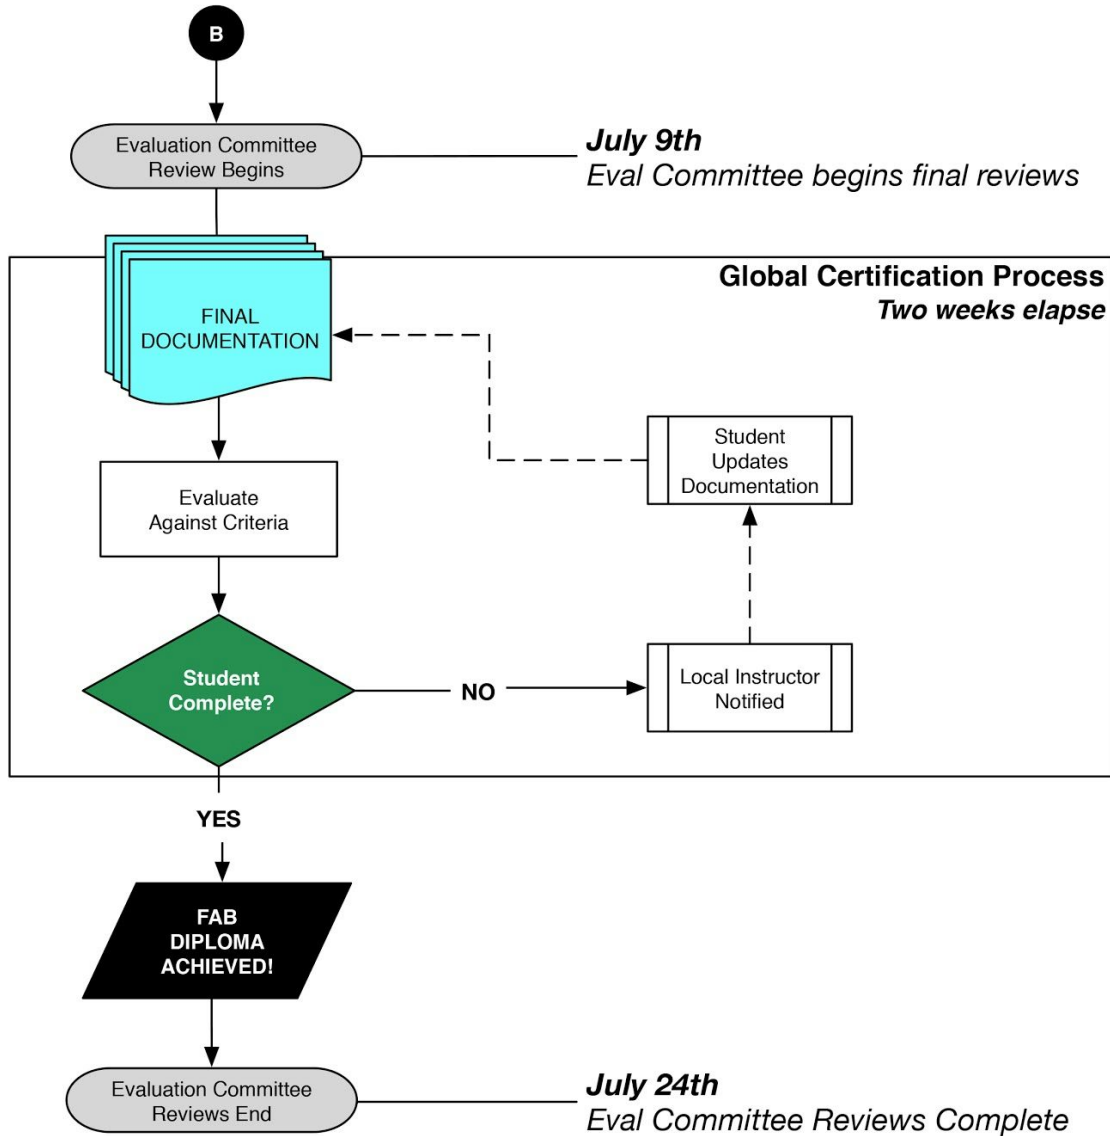 B
Evaluation Committee
Review Begins
July 9th
Eval Committee begins final reviews
Global Certification Process
Two weeks elapse
FINAL
DOCUMENTATION
Student
Updates
Documentation
Evaluate
Against Criteria
Student
Complete?
NO
Local Instructor
Notified
YES
FAB
DIPLOMA
ACHIEVED!
Evaluation Committee
Reviews End
July 24th
Eval Committee Reviews Complete